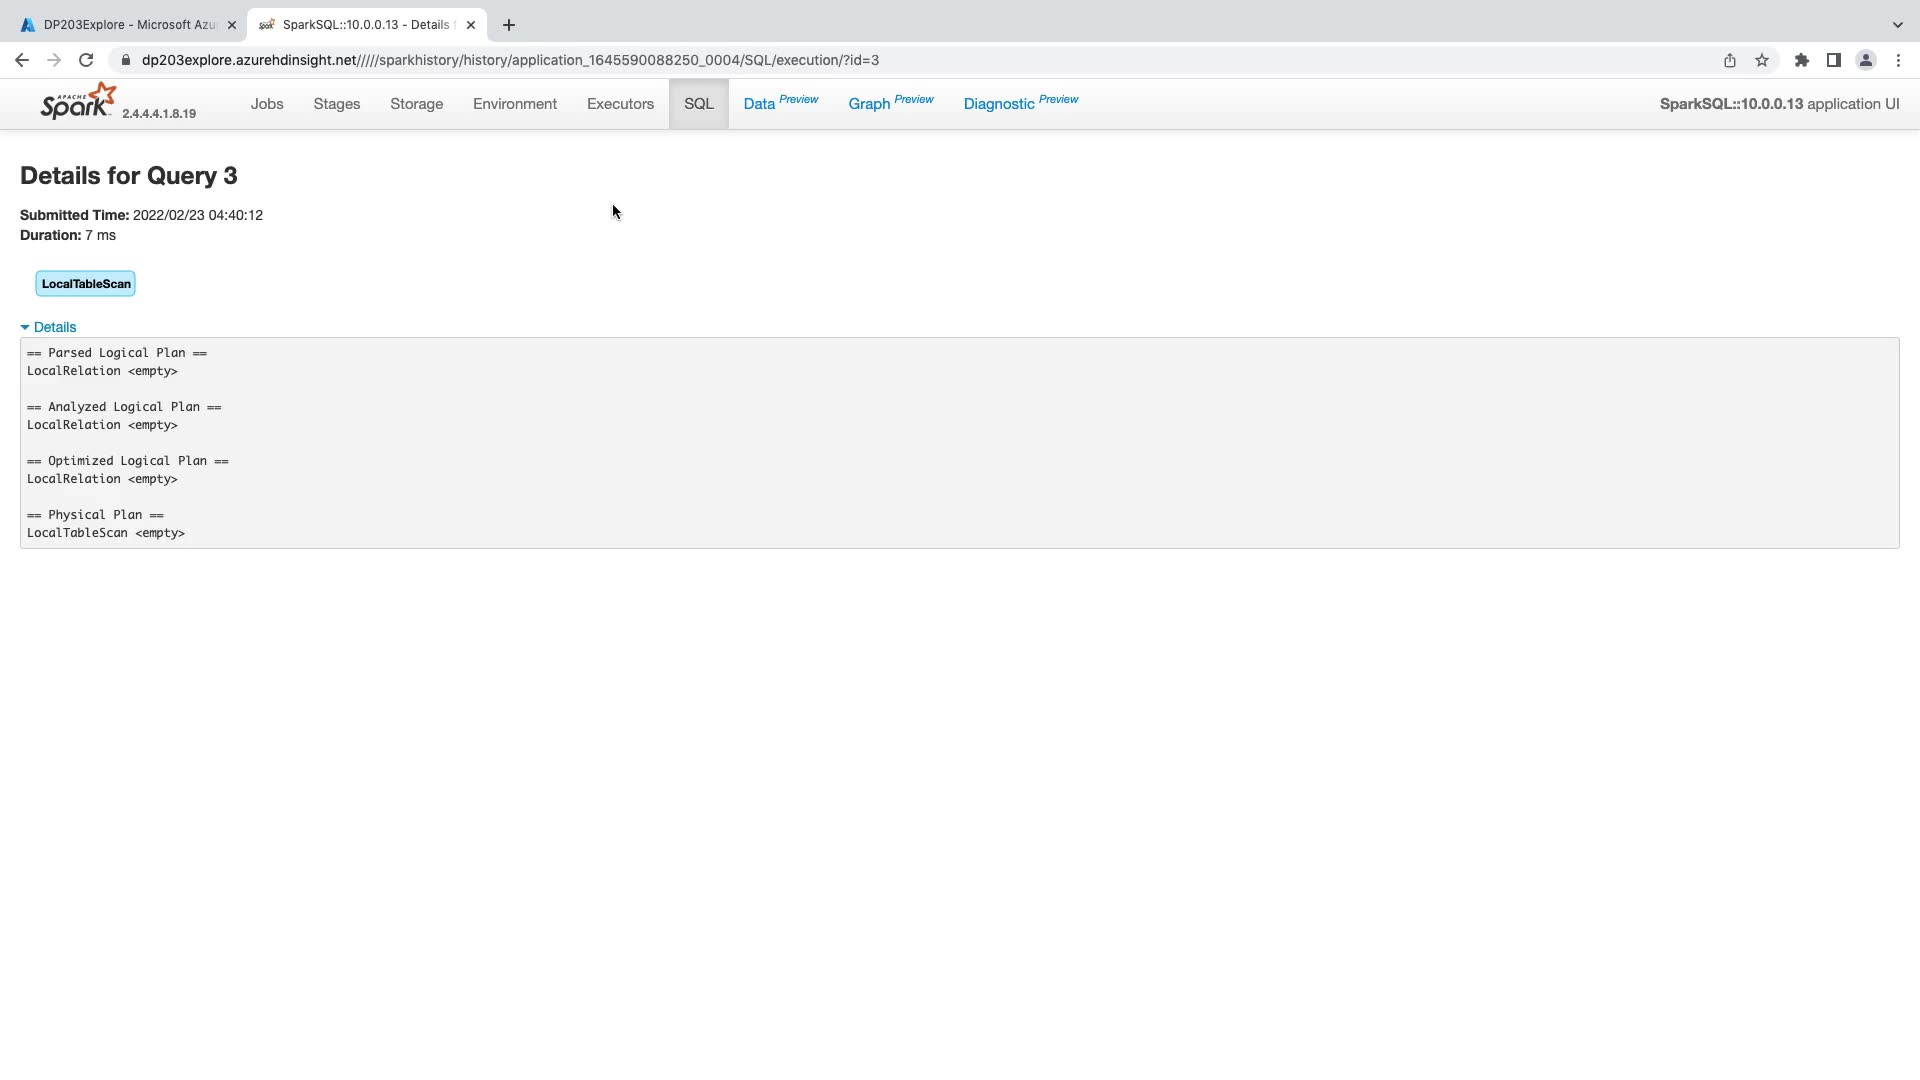 DP203Explore - Microsoft Azu
SparkSQL::10.0.0.13 - Details f
dp203explore.azurehdinsight.net/////sparkhistory/history/application_1645590088250_0004/SQL/execution/?id=3
APACHE Spark 2.4.4.4.1.8.19 Jobs Stages Storage Environment Executors SQL Data Preview Graph Preview Diagnostic Preview SparkSQL::10.0.0.13 application UI
Details for Query 3
Submitted Time: 2022/02/23 04:40:12
Duration: 7 ms
LocalTableScan
Details
== Parsed Logical Plan ==
LocalRelation <empty>
== Analyzed Logical Plan ==
LocalRelation <empty>
== Optimized Logical Plan ==
LocalRelation <empty>
== Physical Plan ==
LocalTableScan <empty>